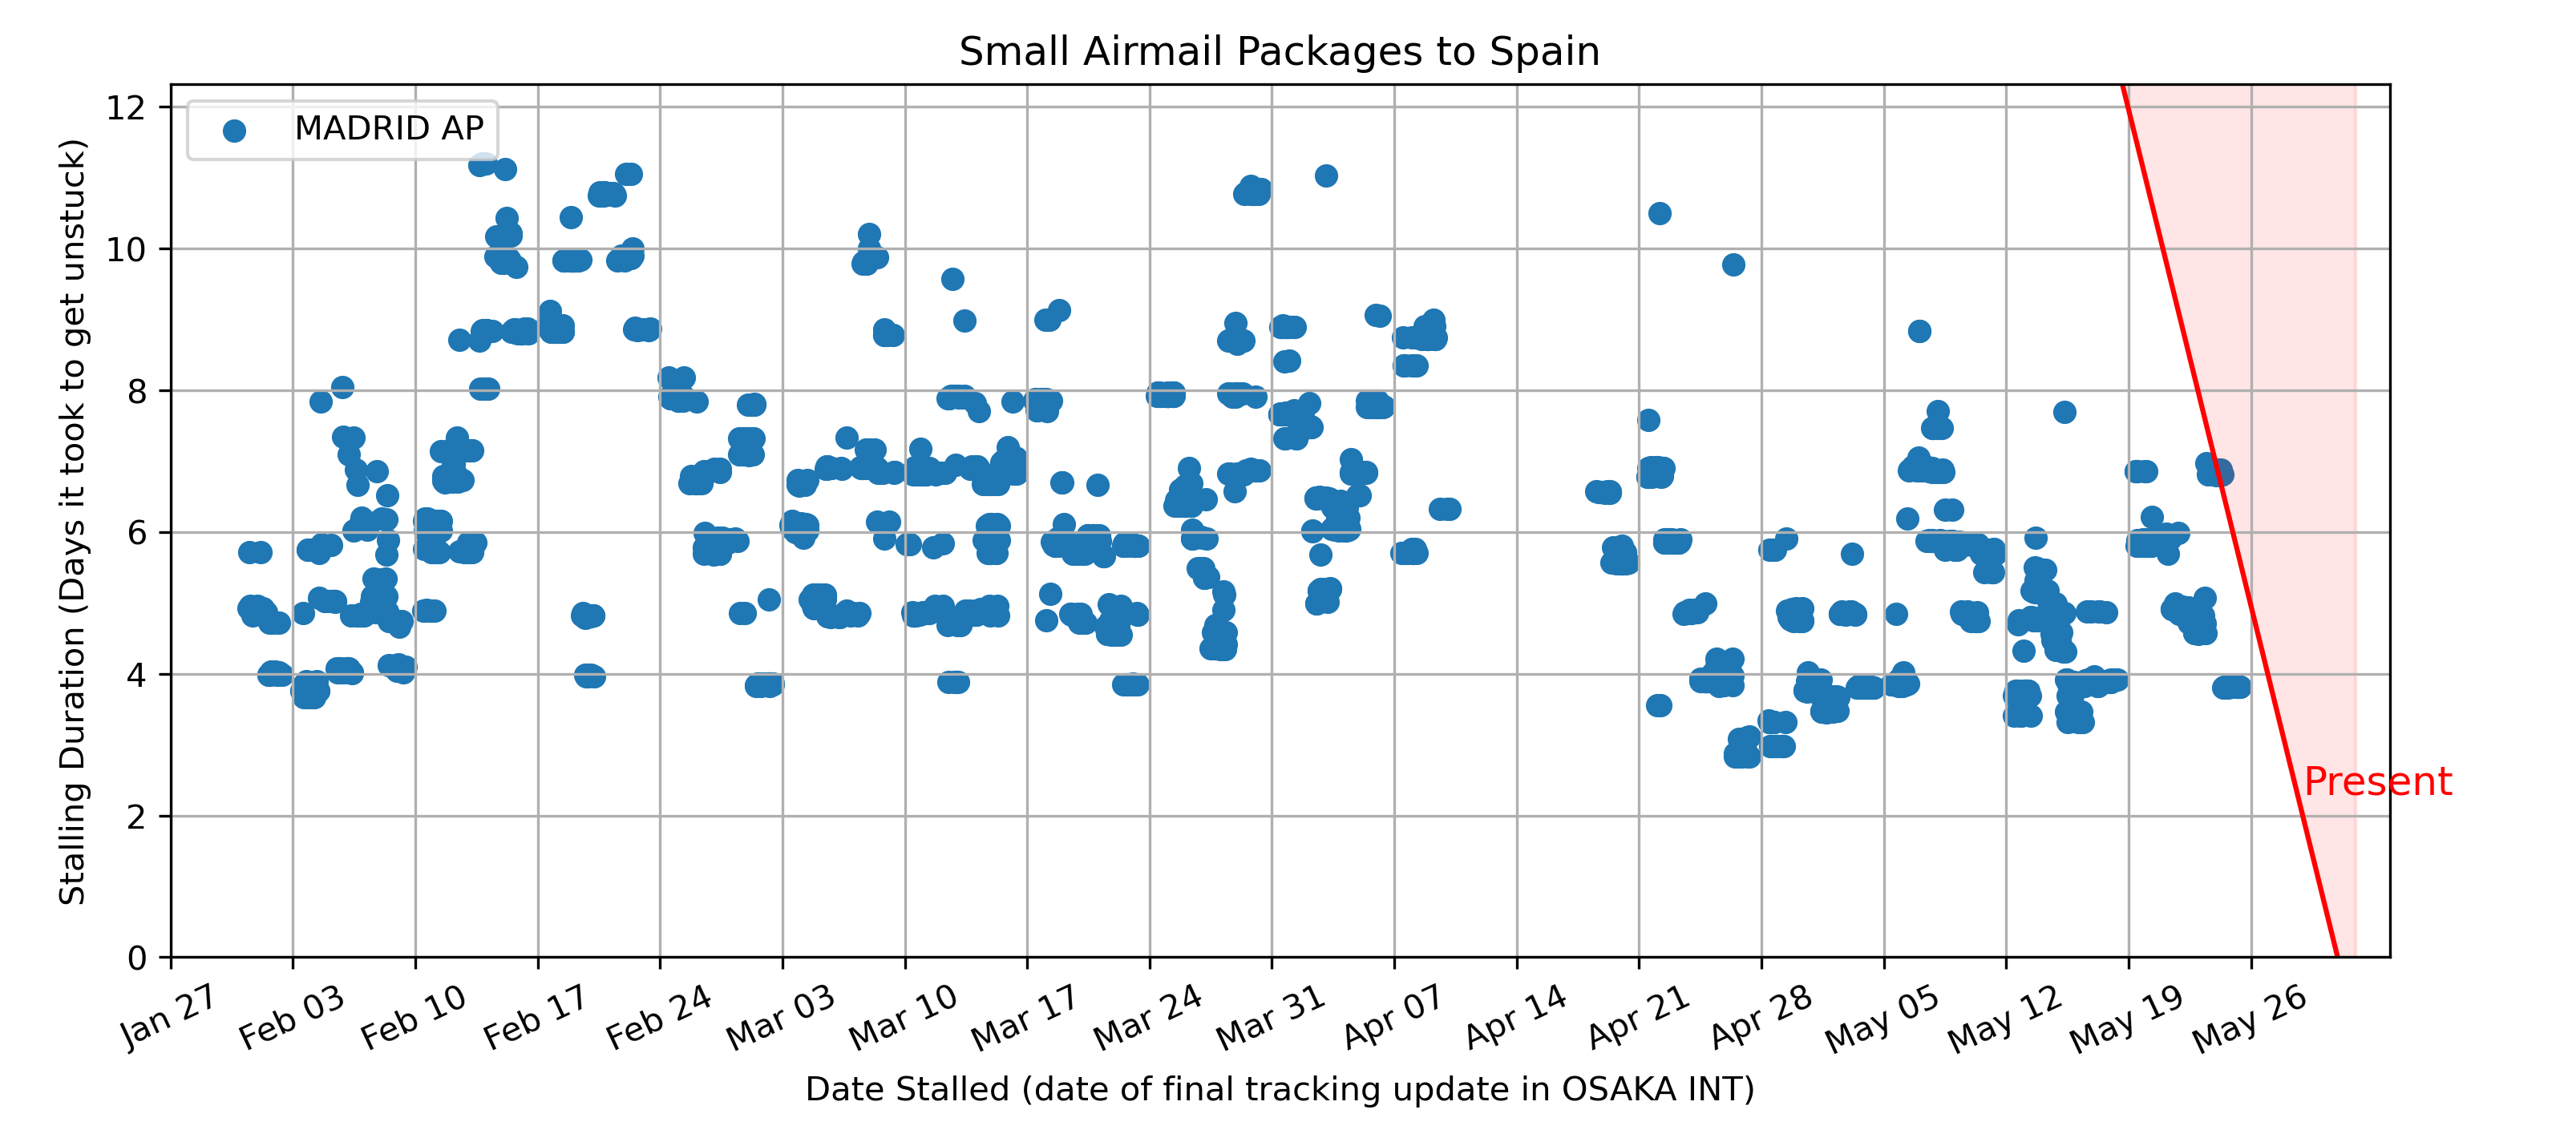 Small Airmail Packages to Spain
MADRID AP
Stalling Duration (Days it took to get unstuck)
12
10
8
6
4
2
0
Present
Jan 27
Feb 03
Feb 10
Feb 17
Feb 24
Mar 03
Mar 10
Mar 17
Mar 24
Mar 31
Apr 07
Apr 14
Apr 21
Apr 28
May 05
May 12
May 19
May 26
Date Stalled (date of final tracking update in OSAKA INT)